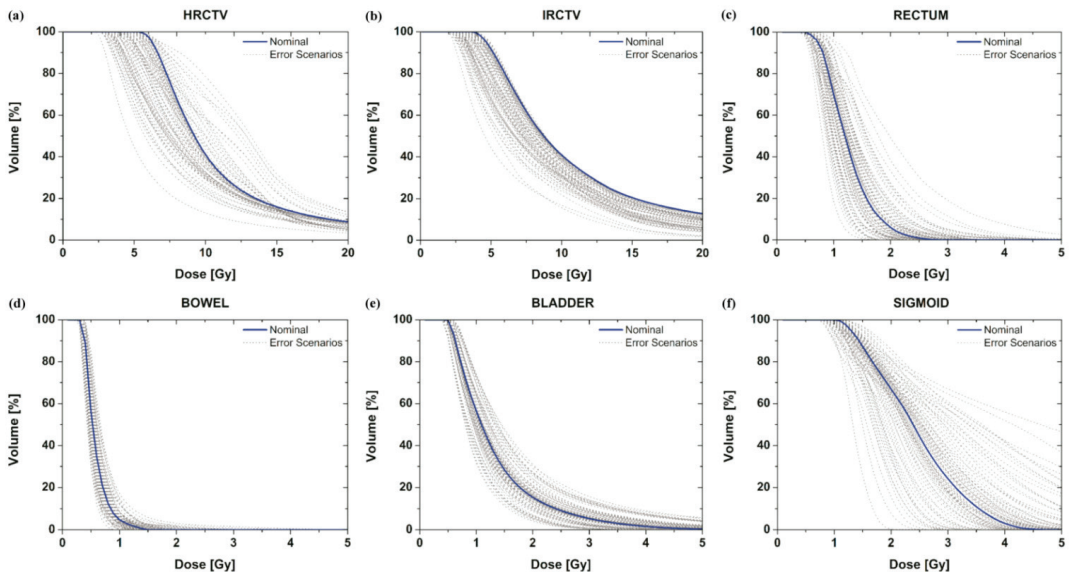 (a) HRCTV
Volume [%]
100
80
60
40
20
0
Nominal
Error Scenarios
0 5 10 15 20
Dose [Gy]
(b) IRCTV
Volume [%]
100
80
60
40
20
0
Nominal
Error Scenarios
0 5 10 15 20
Dose [Gy]
(c) RECTUM
Volume [%]
100
80
60
40
20
0
Nominal
Error Scenarios
0 1 2 3 4 5
Dose [Gy]
(d) BOWEL
Volume [%]
100
80
60
40
20
0
Nominal
Error Scenarios
0 1 2 3 4 5
Dose [Gy]
(e) BLADDER
Volume [%]
100
80
60
40
20
0
Nominal
Error Scenarios
0 1 2 3 4 5
Dose [Gy]
(f) SIGMOID
Volume [%]
100
80
60
40
20
0
Nominal
Error Scenarios
0 1 2 3 4 5
Dose [Gy]